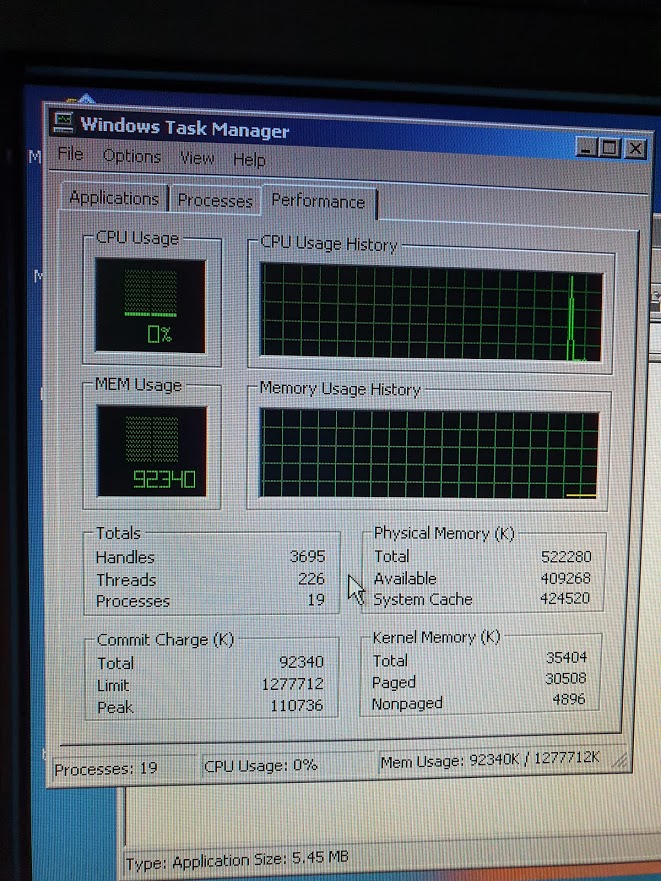 Windows Task Manager
File Options View Help
Applications Processes Performance
CPU Usage
CPU Usage History
0%
MEM Usage
Memory Usage History
92340
Totals
Handles 3695
Threads 226
Processes 19
Physical Memory (K)
Total 522280
Available 409268
System Cache 424520
Commit Charge (K)
Total 92340
Limit 1277712
Peak 110736
Kernel Memory (K)
Total 35404
Paged 30508
Nonpaged 4896
Processes: 19 CPU Usage: 0% Mem Usage: 92340K / 1277712K
Type: Application Size: 5.45 MB